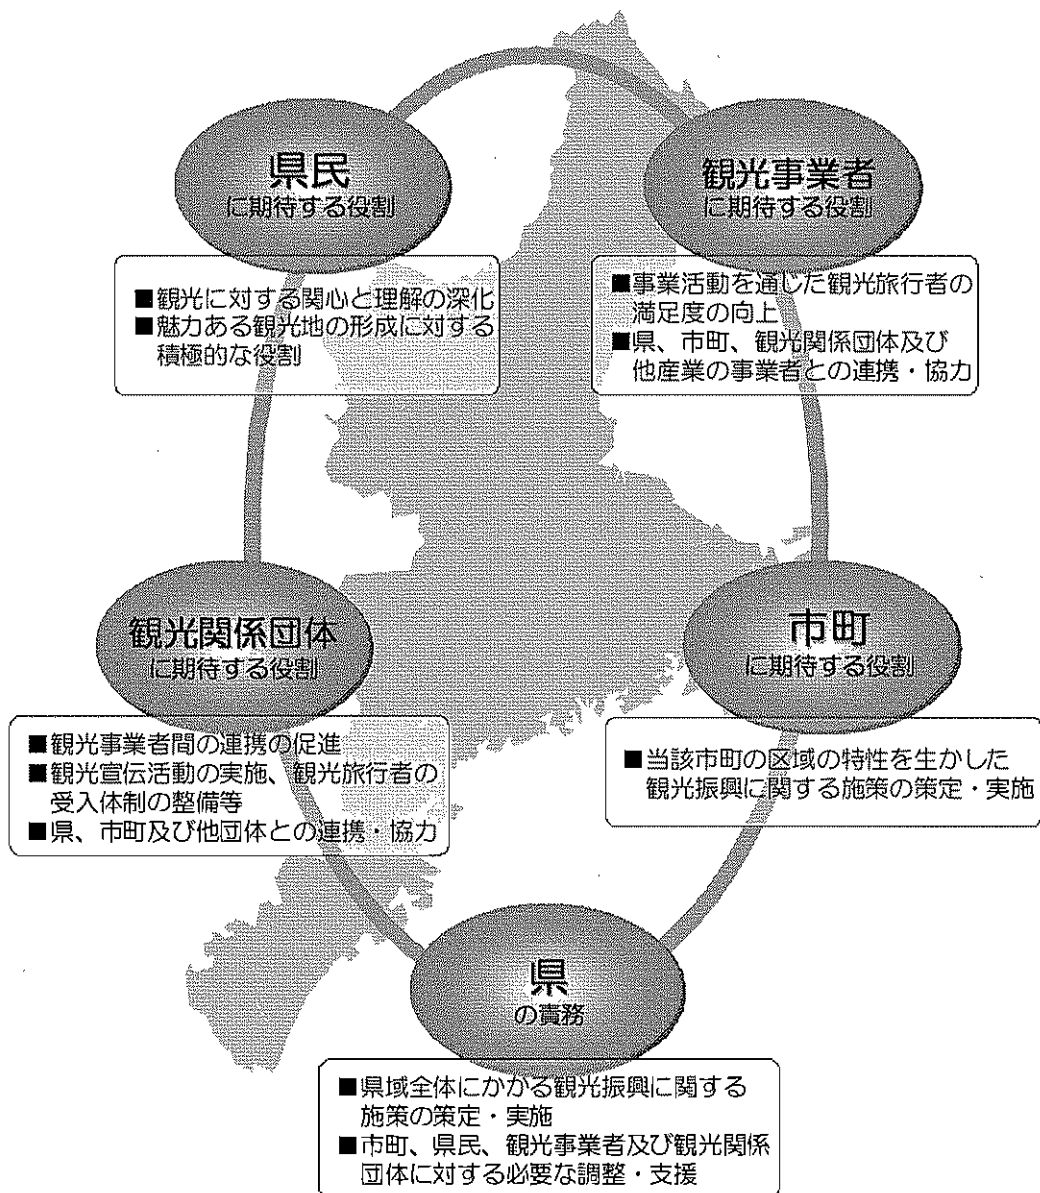 県民
に期待する役割
■観光に対する関心と理解の深化
■魅力ある観光地の形成に対する
積極的な役割
観光事業者
に期待する役割
■事業活動を通じた観光旅行者の
満足度の向上
■県、市町、観光関係団体及び
他産業の事業者との連携・協力
観光関係団体
に期待する役割
■観光事業者間の連携の促進
■観光宣伝活動の実施、観光旅行者の
受入体制の整備等
■県、市町及び他団体との連携・協力
市町
に期待する役割
■当該市町の区域の特性を生かした
観光振興に関する施策の策定・実施
県
の責務
■県域全体にかかる観光振興に関する
施策の策定・実施
■市町、県民、観光事業者及び観光関係
団体に対する必要な調整・支援